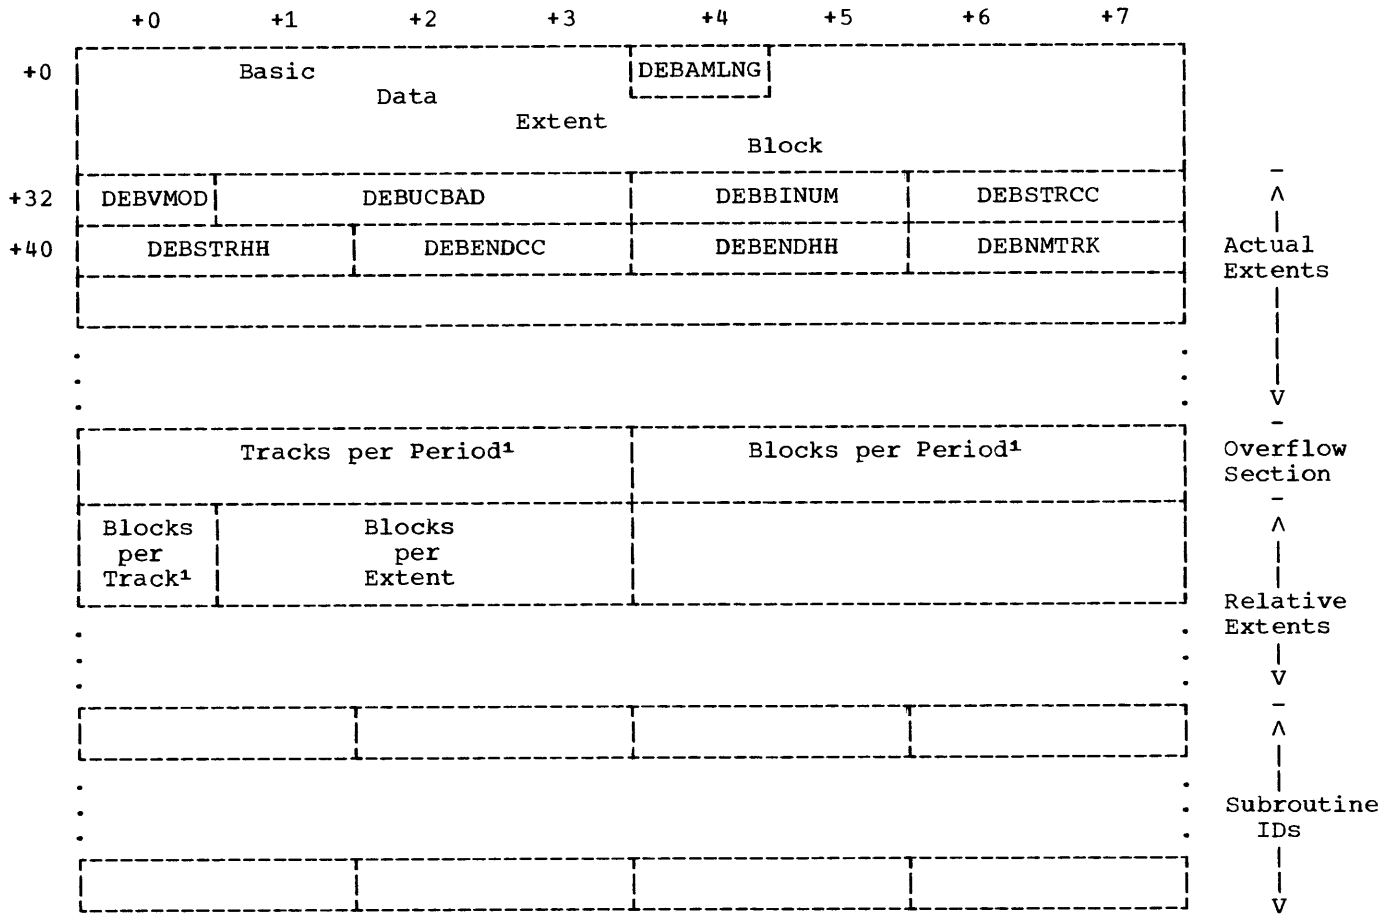 +0 +1 +2 +3 +4 +5 +6 +7
+0 Basic DEBAMLNG
Data
Extent
Block
+32 DEBVMOD DEBUCBAD DEBBINUM DEBSTRCC
+40 DEBSTRHH DEBENDCC DEBENDHH DEBNMTRK
Actual
Extents
Tracks per Period¹ Blocks per Period¹ Overflow
Section
Blocks Blocks
per per
Track¹ Extent
Relative
Extents
Subroutine
IDs